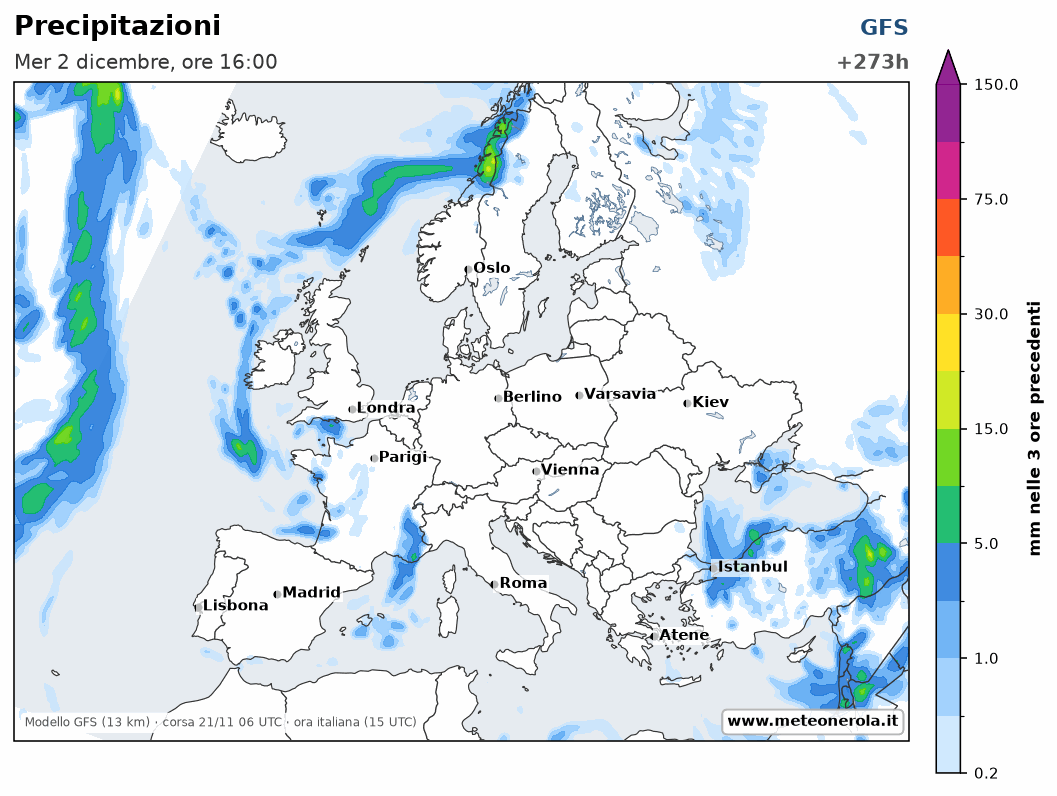 Precipitazioni
GFS
Mer 2 dicembre, ore 16:00
+273h
150.0
75.0
30.0
15.0
5.0
1.0
0.2
mm nelle 3 ore precedenti
Oslo
Berlino
Varsavia
Kiev
Londra
Parigi
Vienna
Istanbul
Roma
Madrid
Lisbona
Atene
Modello GFS (13 km) · corsa 21/11 06 UTC · ora italiana (15 UTC)
www.meteonerola.it